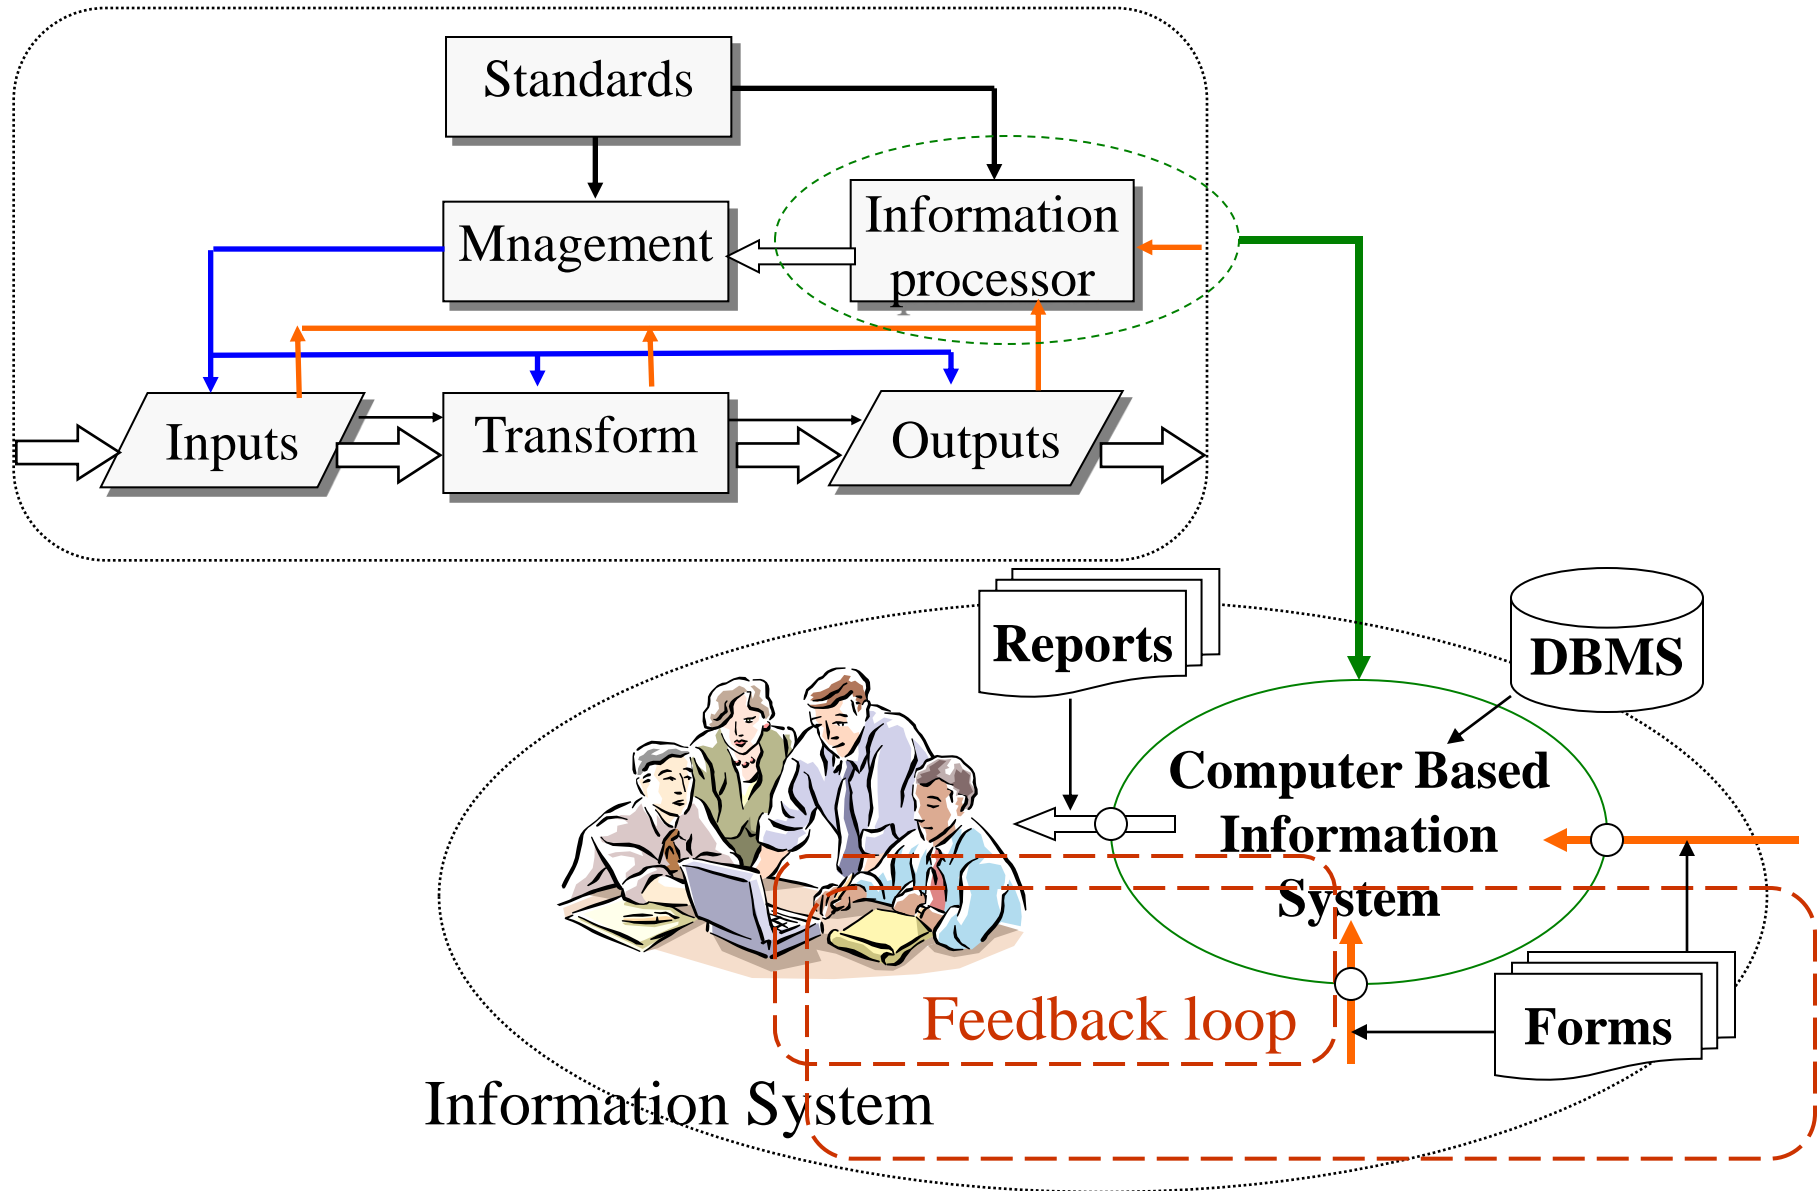 Standards
Information
processor
Mnagement
Inputs
Transform
Outputs
Reports
DBMS
Computer Based
Information
System
Feedback loop
Forms
Information System